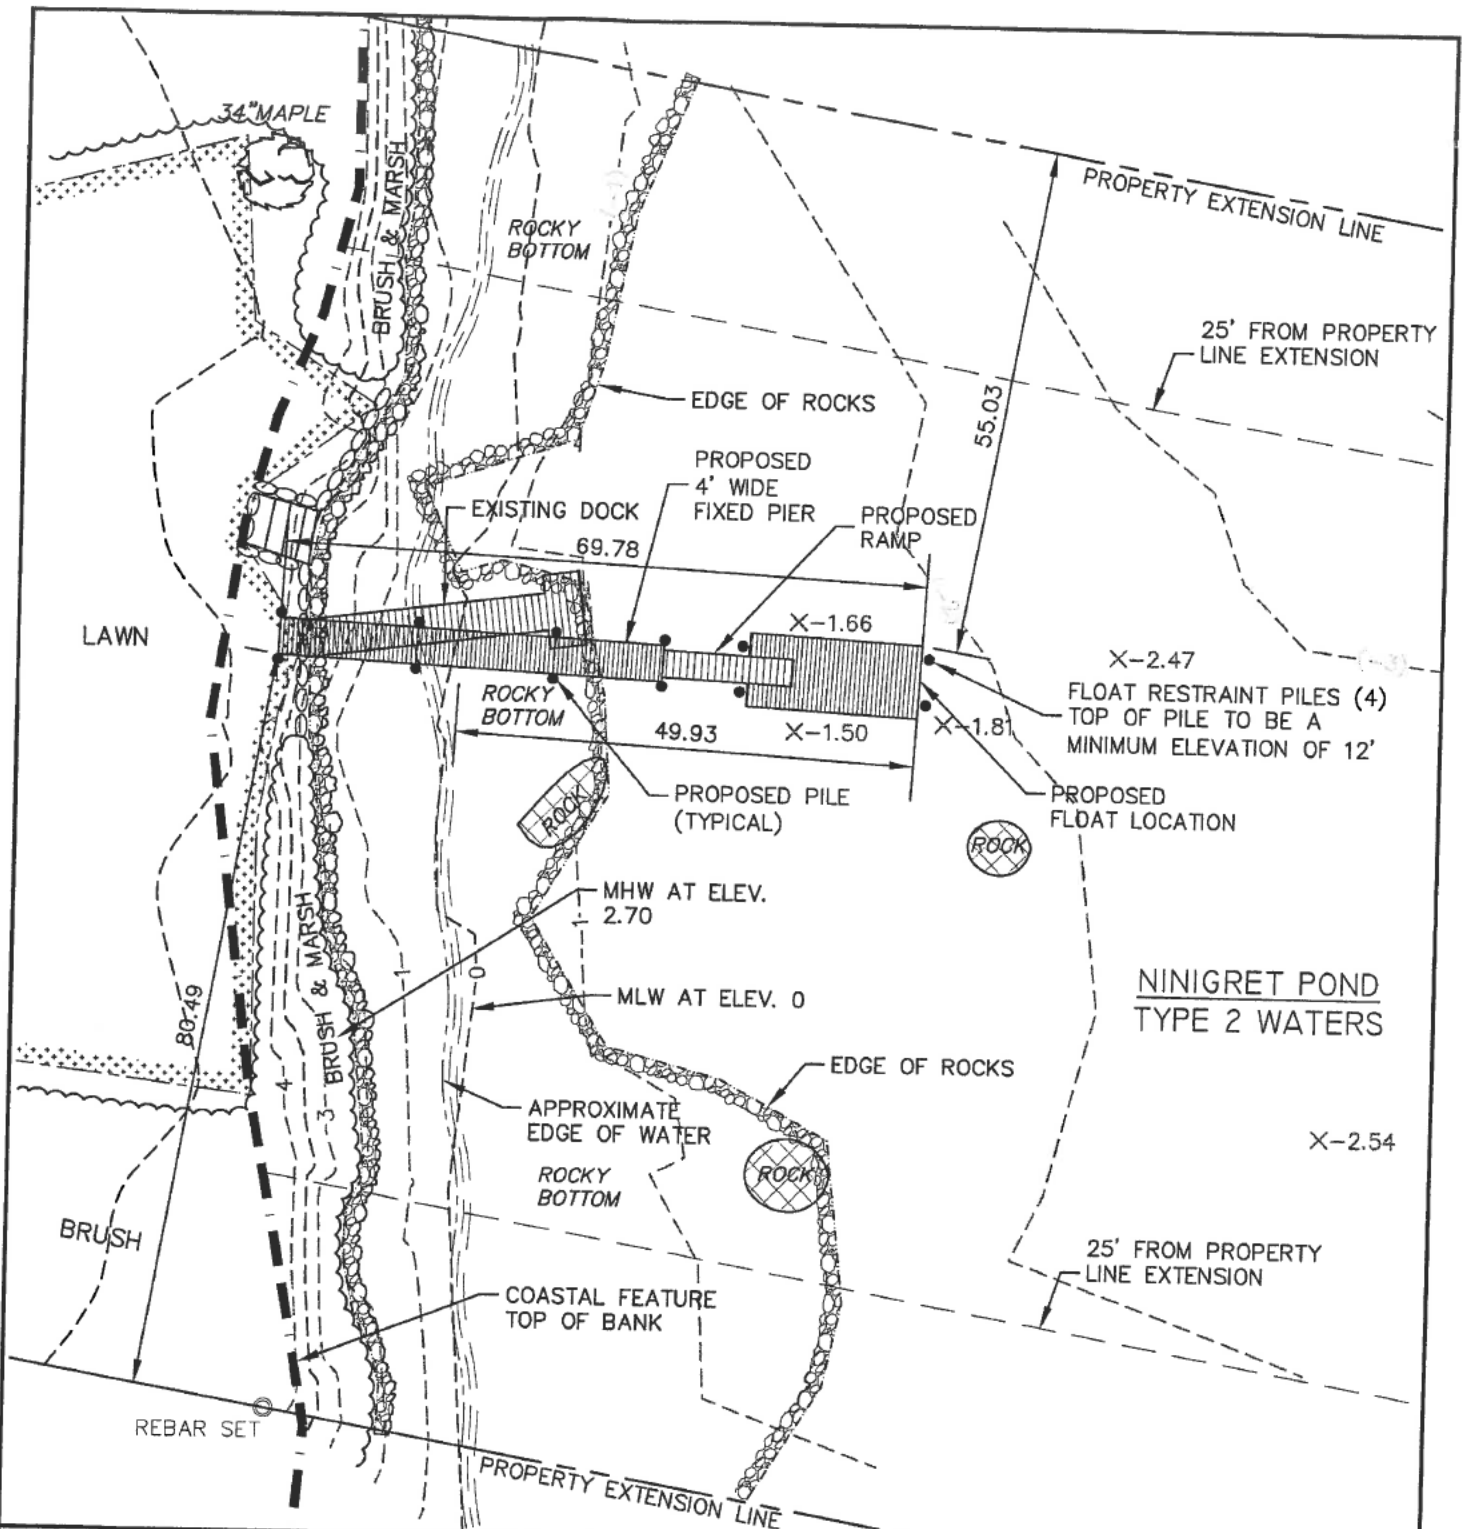 34" MAPLE
BRUSH & MARSH
ROCKY
BOTTOM
PROPERTY EXTENSION LINE
25' FROM PROPERTY
LINE EXTENSION
55.03
EDGE OF ROCKS
PROPOSED
4' WIDE
FIXED PIER
EXISTING DOCK
PROPOSED
RAMP
69.78
LAWN
X-1.66
X-2.47
(-3)
FLOAT RESTRAINT PILES (4)
TOP OF PILE TO BE A
MINIMUM ELEVATION OF 12'
ROCKY
BOTTOM
49.93
X-1.50
X-1.81
PROPOSED PILE
(TYPICAL)
PROPOSED
FLOAT LOCATION
ROCK
ROCK
MHW AT ELEV.
2.70
BRUSH & MARSH
-1
0
1
MLW AT ELEV. 0
NINIGRET POND
TYPE 2 WATERS
80.49
4
3
EDGE OF ROCKS
APPROXIMATE
EDGE OF WATER
X-2.54
ROCKY
BOTTOM
ROCK
BRUSH
25' FROM PROPERTY
LINE EXTENSION
COASTAL FEATURE
TOP OF BANK
REBAR SET
PROPERTY EXTENSION LINE